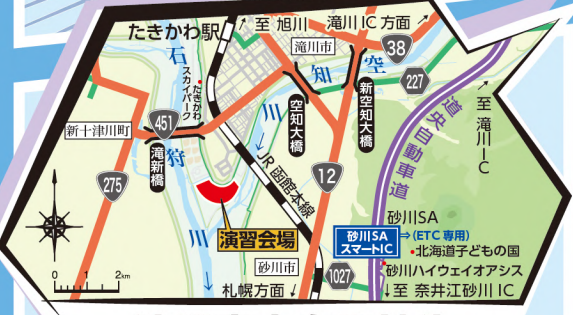 たきかわ駅
↗ 至 旭川
滝川IC方面 ↗
滝川市
38
石
スカイパーク
たきかわ
空
知
227
新空知大橋
空知大橋
↗ 至 滝川IC
道央自動車道
451
新十津川町
滝新橋
狩
川
JR函館本線
275
12
川
演習会場
砂川SA
砂川SA
スマートIC
⇒(ETC専用)
北海道子どもの国
砂川ハイウェイオアシス
砂川市
1027
札幌方面 ↓
↓至 奈井江砂川IC
0 1 2km